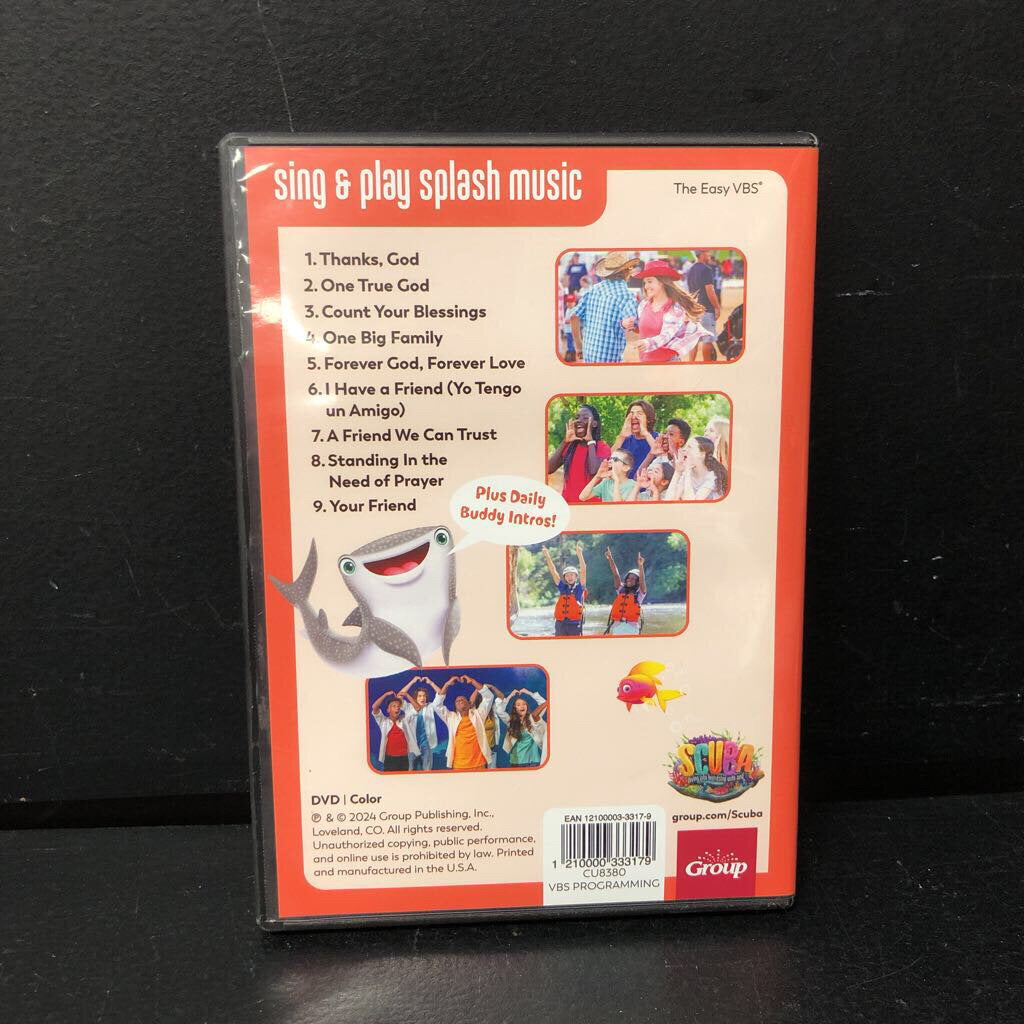 sing & play splash music
The Easy VBS®
1. Thanks, God
2. One True God
3. Count Your Blessings
4. One Big Family
5. Forever God, Forever Love
6. I Have a Friend (Yo Tengo
un Amigo)
7. A Friend We Can Trust
8. Standing In the
Need of Prayer
9. Your Friend
Plus Daily
Buddy Intros!
SCUBA
diving into friendship with God
group.com/Scuba
DVD | Color
℗ & © 2024 Group Publishing, Inc.,
Loveland, CO. All rights reserved.
Unauthorized copying, public performance,
and online use is prohibited by law. Printed
and manufactured in the U.S.A.
EAN 12100003-3317-9
1 210000 333179
CU8380
VBS PROGRAMMING
Group